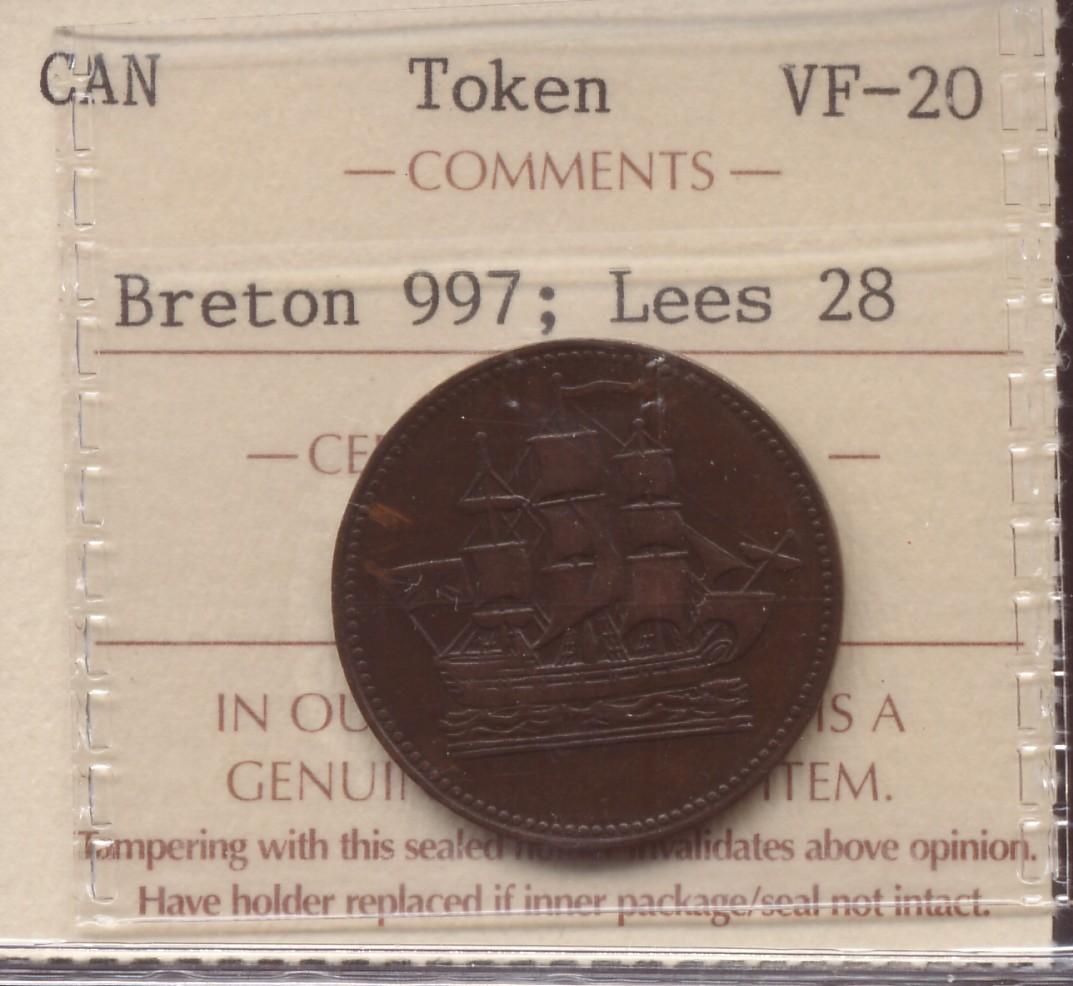 CAN Token VF-20
— COMMENTS —
Breton 997; Lees 28
— CE —
IN OU IS A
GENUI ITEM.
Tampering with this sealed invalidates above opinion.
Have holder replaced if inner package/seal not intact.